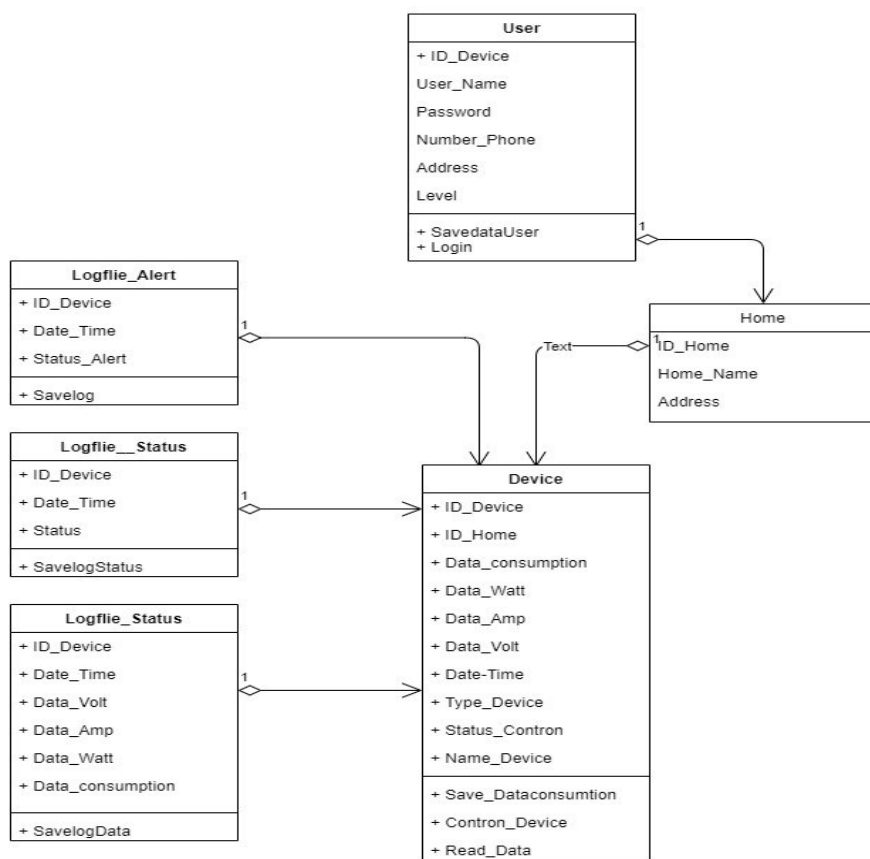 User
+ ID_Device
User_Name
Password
Number_Phone
Address
Level
+ SavedataUser
+ Login
1
Logflie_Alert
+ ID_Device
+ Date_Time
+ Status_Alert
+ Savelog
1
Home
ID_Home
Home_Name
Address
1
Text
Logflie__Status
+ ID_Device
+ Date_Time
+ Status
+ SavelogStatus
1
Device
+ ID_Device
+ ID_Home
+ Data_consumption
+ Data_Watt
+ Data_Amp
+ Data_Volt
+ Date-Time
+ Type_Device
+ Status_Contron
+ Name_Device
+ Save_Dataconsumtion
+ Contron_Device
+ Read_Data
Logflie_Status
+ ID_Device
+ Date_Time
+ Data_Volt
+ Data_Amp
+ Data_Watt
+ Data_consumption
+ SavelogData
1